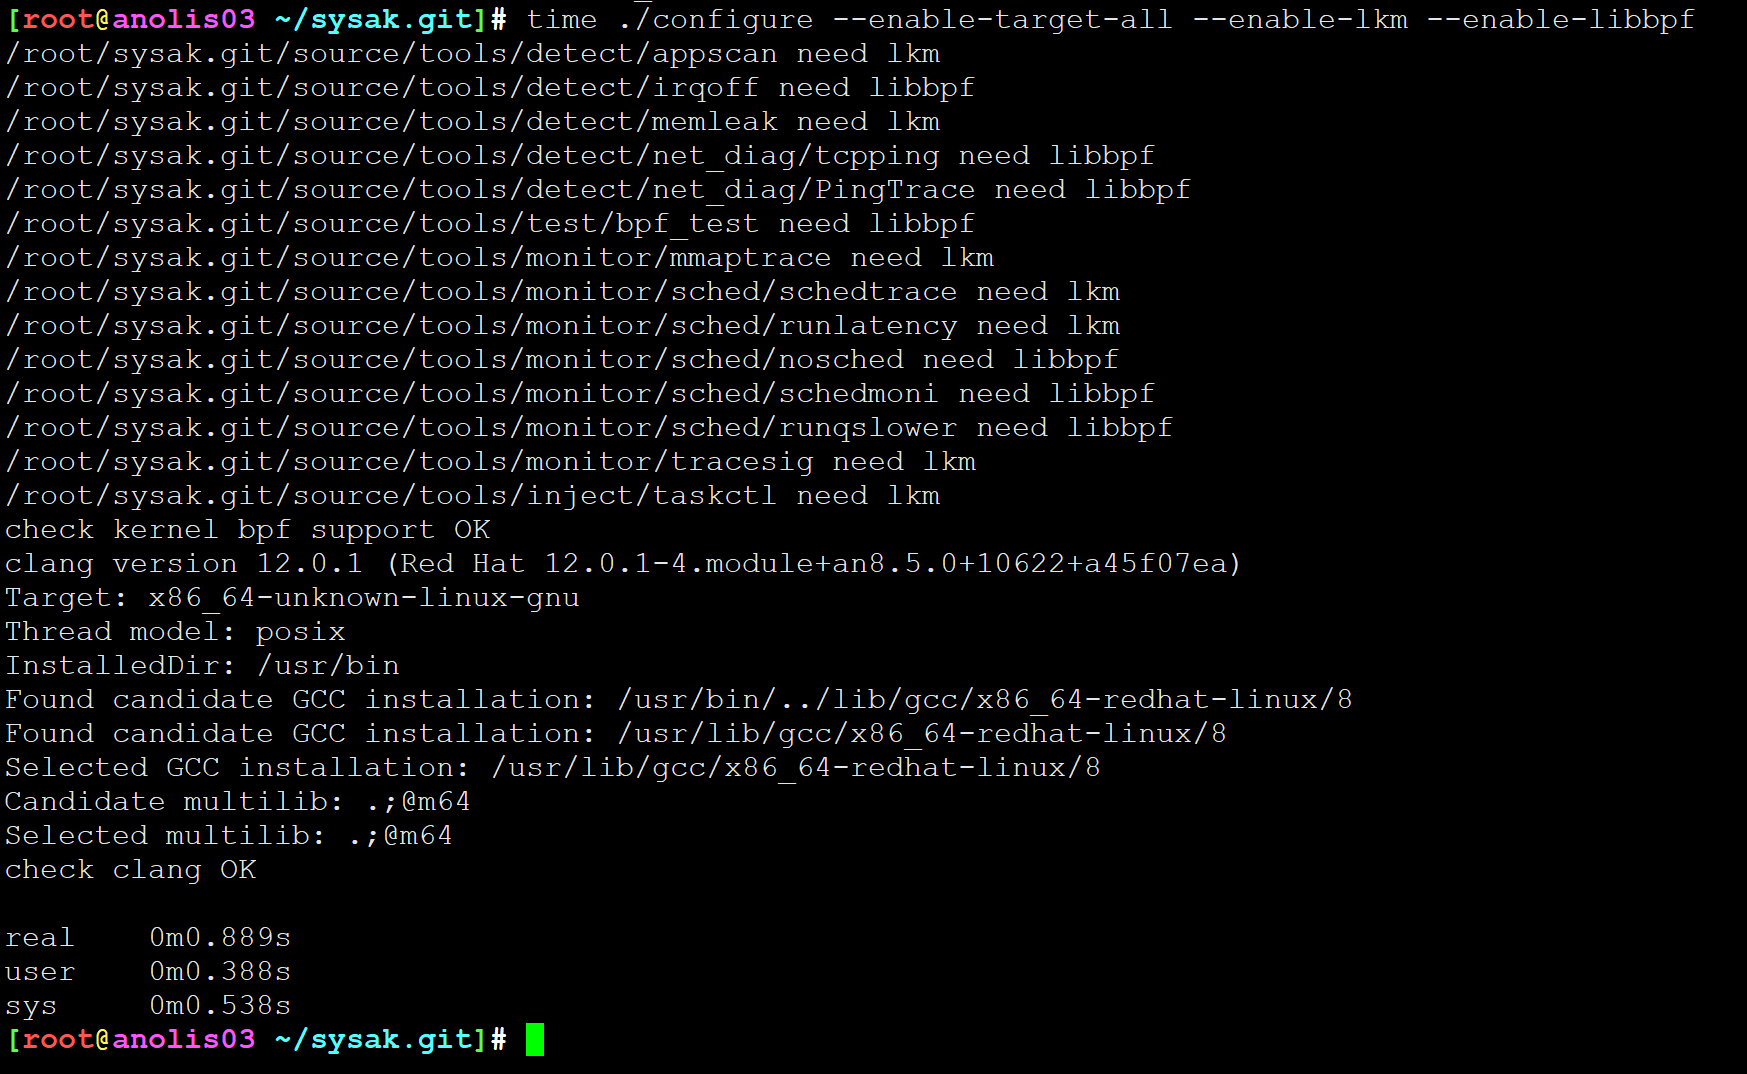 [root@anolis03 ~/sysak.git]# time ./configure --enable-target-all --enable-lkm --enable-libbpf
/root/sysak.git/source/tools/detect/appscan need lkm
/root/sysak.git/source/tools/detect/irqoff need libbpf
/root/sysak.git/source/tools/detect/memleak need lkm
/root/sysak.git/source/tools/detect/net_diag/tcpping need libbpf
/root/sysak.git/source/tools/detect/net_diag/PingTrace need libbpf
/root/sysak.git/source/tools/test/bpf_test need libbpf
/root/sysak.git/source/tools/monitor/mmaptrace need lkm
/root/sysak.git/source/tools/monitor/sched/schedtrace need lkm
/root/sysak.git/source/tools/monitor/sched/runlatency need lkm
/root/sysak.git/source/tools/monitor/sched/nosched need libbpf
/root/sysak.git/source/tools/monitor/sched/schedmoni need libbpf
/root/sysak.git/source/tools/monitor/sched/runqslower need libbpf
/root/sysak.git/source/tools/monitor/tracesig need lkm
/root/sysak.git/source/tools/inject/taskctl need lkm
check kernel bpf support OK
clang version 12.0.1 (Red Hat 12.0.1-4.module+an8.5.0+10622+a45f07ea)
Target: x86_64-unknown-linux-gnu
Thread model: posix
InstalledDir: /usr/bin
Found candidate GCC installation: /usr/bin/../lib/gcc/x86_64-redhat-linux/8
Found candidate GCC installation: /usr/lib/gcc/x86_64-redhat-linux/8
Selected GCC installation: /usr/lib/gcc/x86_64-redhat-linux/8
Candidate multilib: .;@m64
Selected multilib: .;@m64
check clang OK

real    0m0.889s
user    0m0.388s
sys     0m0.538s
[root@anolis03 ~/sysak.git]#